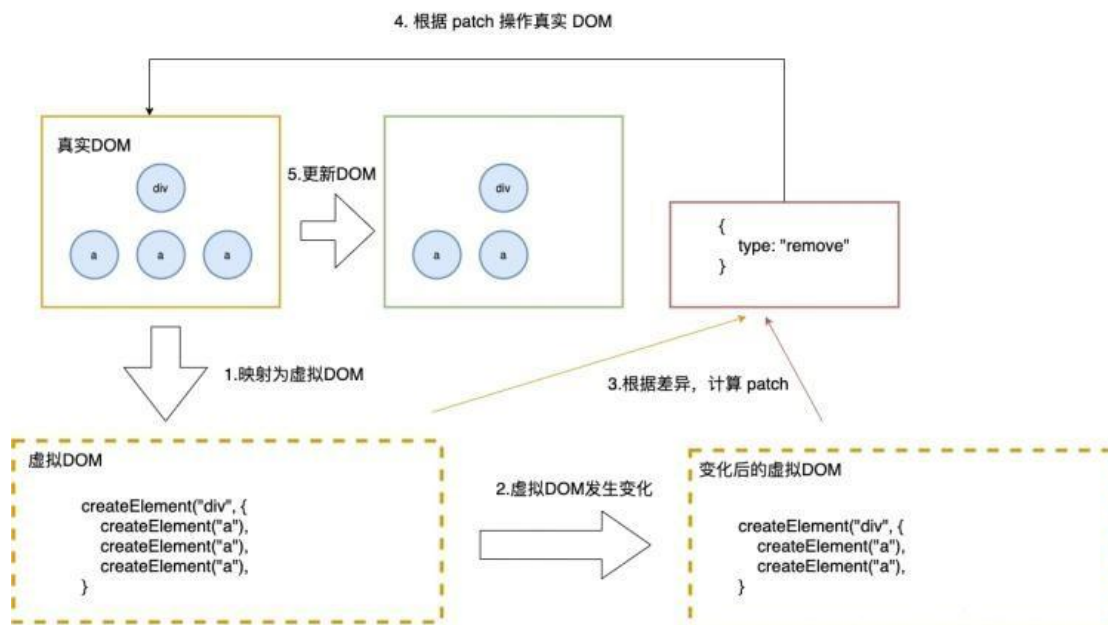 4. 根据 patch 操作真实 DOM
真实DOM
div
a
a
a
5.更新DOM
div
a
a
{
type: "remove"
}
1.映射为虚拟DOM
3.根据差异，计算 patch
虚拟DOM
createElement("div", {
createElement("a"),
createElement("a"),
createElement("a"),
}
2.虚拟DOM发生变化
变化后的虚拟DOM
createElement("div", {
createElement("a"),
createElement("a"),
}